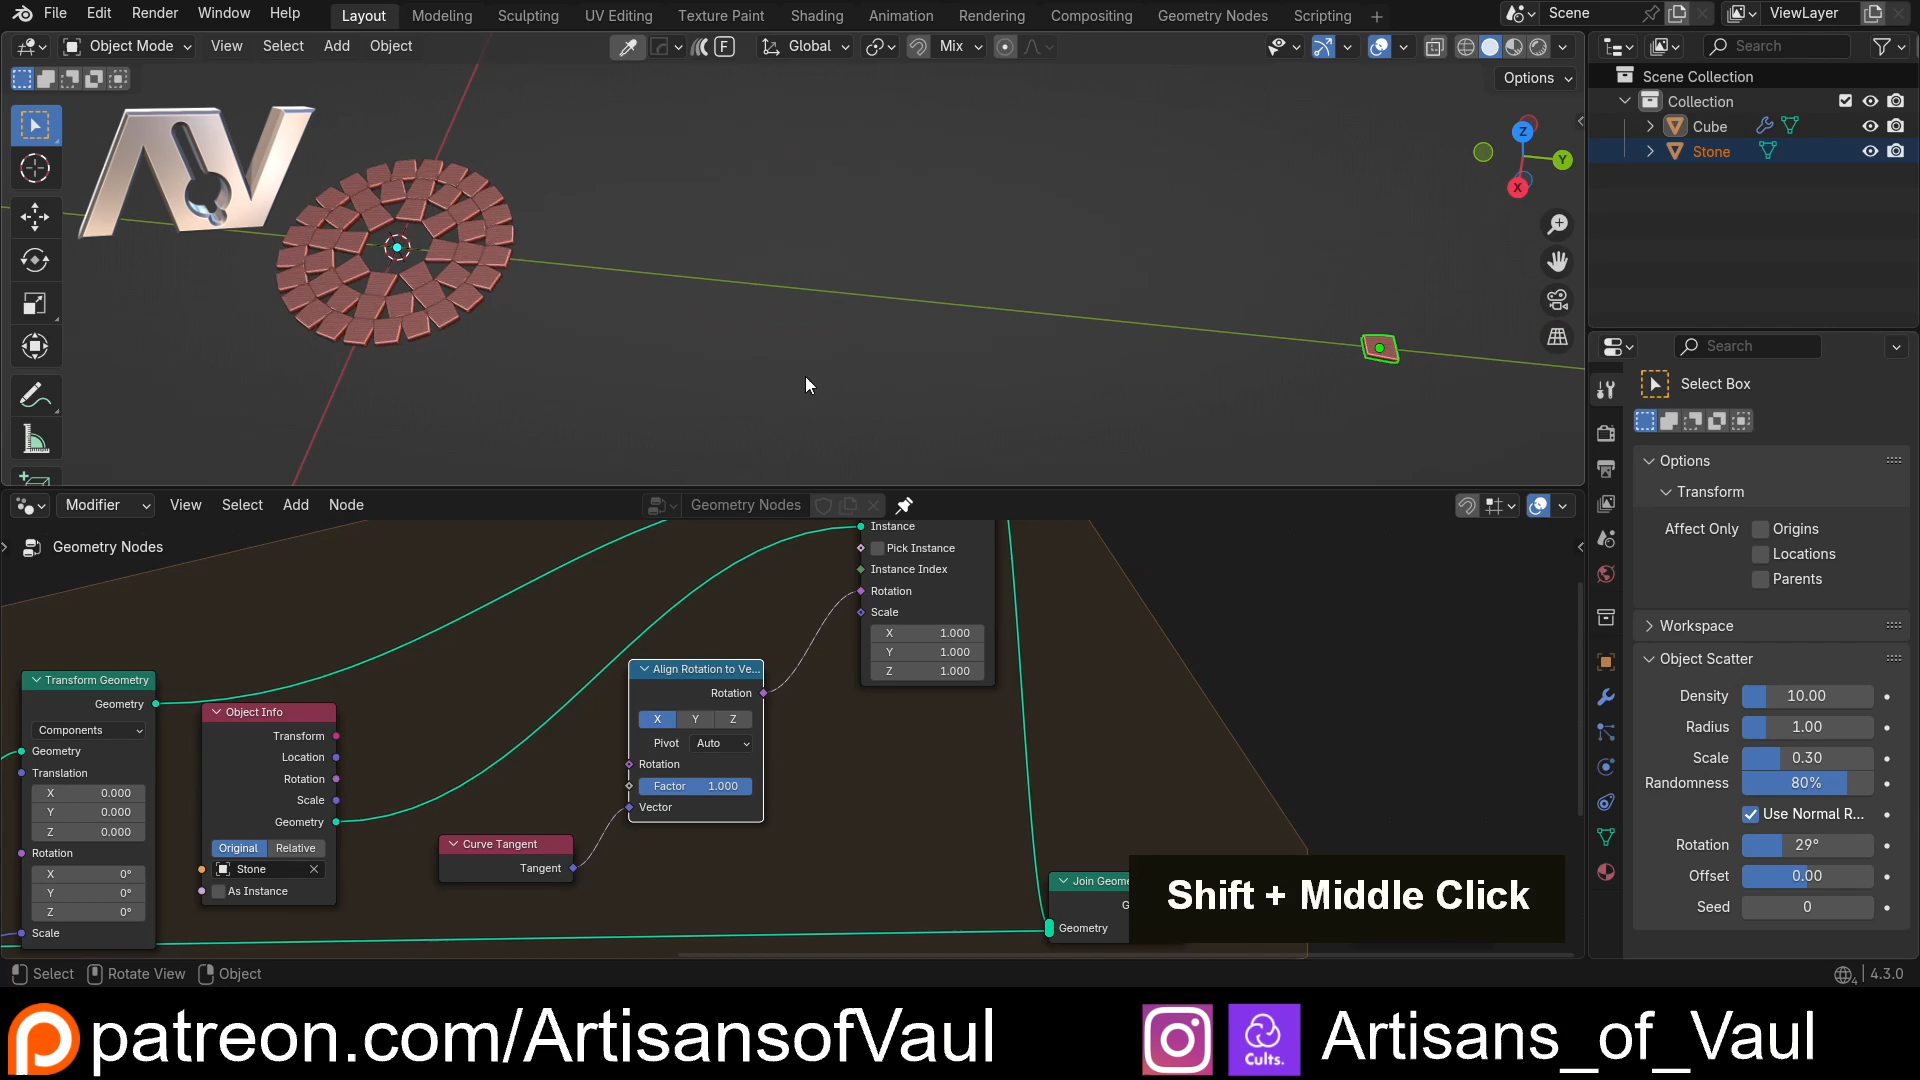 File Edit Render Window Help Layout Modeling Sculpting UV Editing Texture Paint Shading Animation Rendering Compositing Geometry Nodes Scripting + Scene ViewLayer
Object Mode View Select Add Object F Global Mix Search
Options
Scene Collection
Collection
Cube
Stone
Z
Y
X
AV
Search
Select Box
Options
Transform
Affect Only Origins
Locations
Parents
Workspace
Object Scatter
Density 10.00
Radius 1.00
Scale 0.30
Randomness 80%
Use Normal R...
Rotation 29°
Offset 0.00
Seed 0
Modifier View Select Add Node Geometry Nodes
Geometry Nodes
Instance
Pick Instance
Instance Index
Rotation
Scale
X 1.000
Y 1.000
Z 1.000
Transform Geometry
Geometry
Components
Geometry
Translation
X 0.000
Y 0.000
Z 0.000
Rotation
X 0°
Y 0°
Z 0°
Scale
Object Info
Transform
Location
Rotation
Scale
Geometry
Original Relative
Stone
As Instance
Curve Tangent
Tangent
Align Rotation to Ve...
Rotation
X Y Z
Pivot Auto
Rotation
Factor 1.000
Vector
Join Geome
G
Geometry
Shift + Middle Click
Select Rotate View Object 4.3.0
patreon.com/ArtisansofVaul Cults. Artisans_of_Vaul